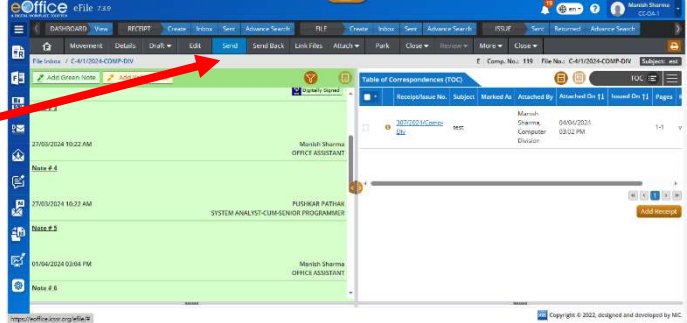 eOffice eFile 7.3.9
A DIGITAL WORKPLACE SOLUTION
en
Manish Sharma
CC-OA-1
DASHBOARD View RECEIPT Create Inbox Sent Advance Search FILE Create Inbox Sent Advance Search ISSUE Sent Returned Advance Search
Movement Details Draft Edit Send Send Back Link Files Attach Park Close More Close
File Inbox / C-4/1/2024-COMP-DIV
E Comp. No.: 119 File No.: C-4/1/2024-COMP-DIV Subject: est
Add Green Note
Table of Correspondences (TOC)
TOC
Digitally Signed
Receipt/Issue No. Subject Marked As Attached By Attached On Issued On Pages
27/03/2024 10:22 AM
Manish Sharma
OFFICE ASSISTANT
307/2024/Comp-Div
test
Manish Sharma, Computer Division
04/04/2024 03:02 PM
1-1
Note # 4
27/03/2024 10:22 AM
PUSHKAR PATHAK
SYSTEM ANALYST-CUM-SENIOR PROGRAMMER
1
Add Receipt
Note # 5
01/04/2024 03:04 PM
Manish Sharma
OFFICE ASSISTANT
Note # 6
https://eoffice.icssr.org/eFile/#
Copyright © 2022, designed and developed by NIC